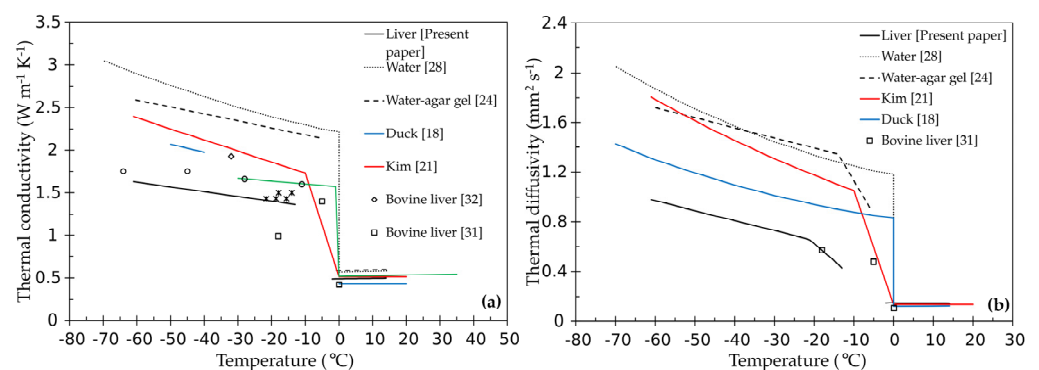 3.5
3
2.5
2
1.5
1
0.5
0
-80 -70 -60 -50 -40 -30 -20 -10 0 10 20 30 40 50
Thermal conductivity (W m⁻¹ K⁻¹)
Temperature (℃)
Liver [Present
paper]
Water [28]
Water-agar gel [24]
Duck [18]
Kim [21]
Bovine liver [32]
Bovine liver [31]
(a)
2.4
2
1.6
1.2
0.8
0.4
0
-80 -70 -60 -50 -40 -30 -20 -10 0 10 20 30
Thermal diffusivity (mm² s⁻¹)
Temperature (℃)
Liver [Present paper]
Water [28]
Water-agar gel [24]
Kim [21]
Duck [18]
Bovine liver [31]
(b)